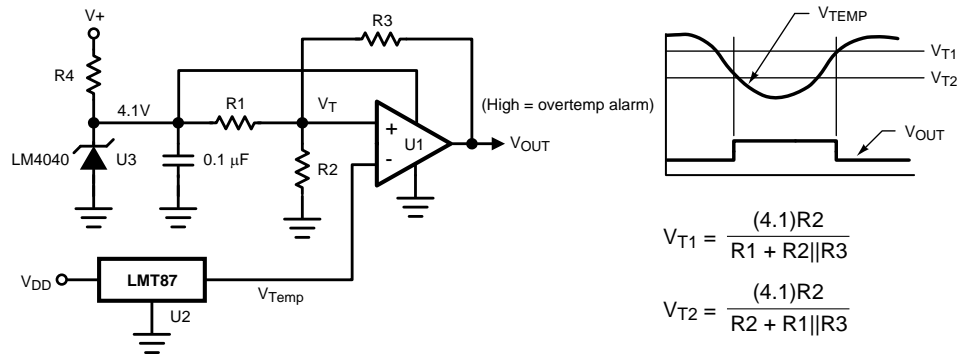 V+
R3
R4
4.1V
R1
VT
(High = overtemp alarm)
LM4040
U3
0.1 µF
R2
+
-
U1
VOUT
VDD
LMT87
VTemp
U2
VTEMP
VT1
VT2
VOUT
VT1 = (4.1)R2
R1 + R2||R3
VT2 = (4.1)R2
R2 + R1||R3